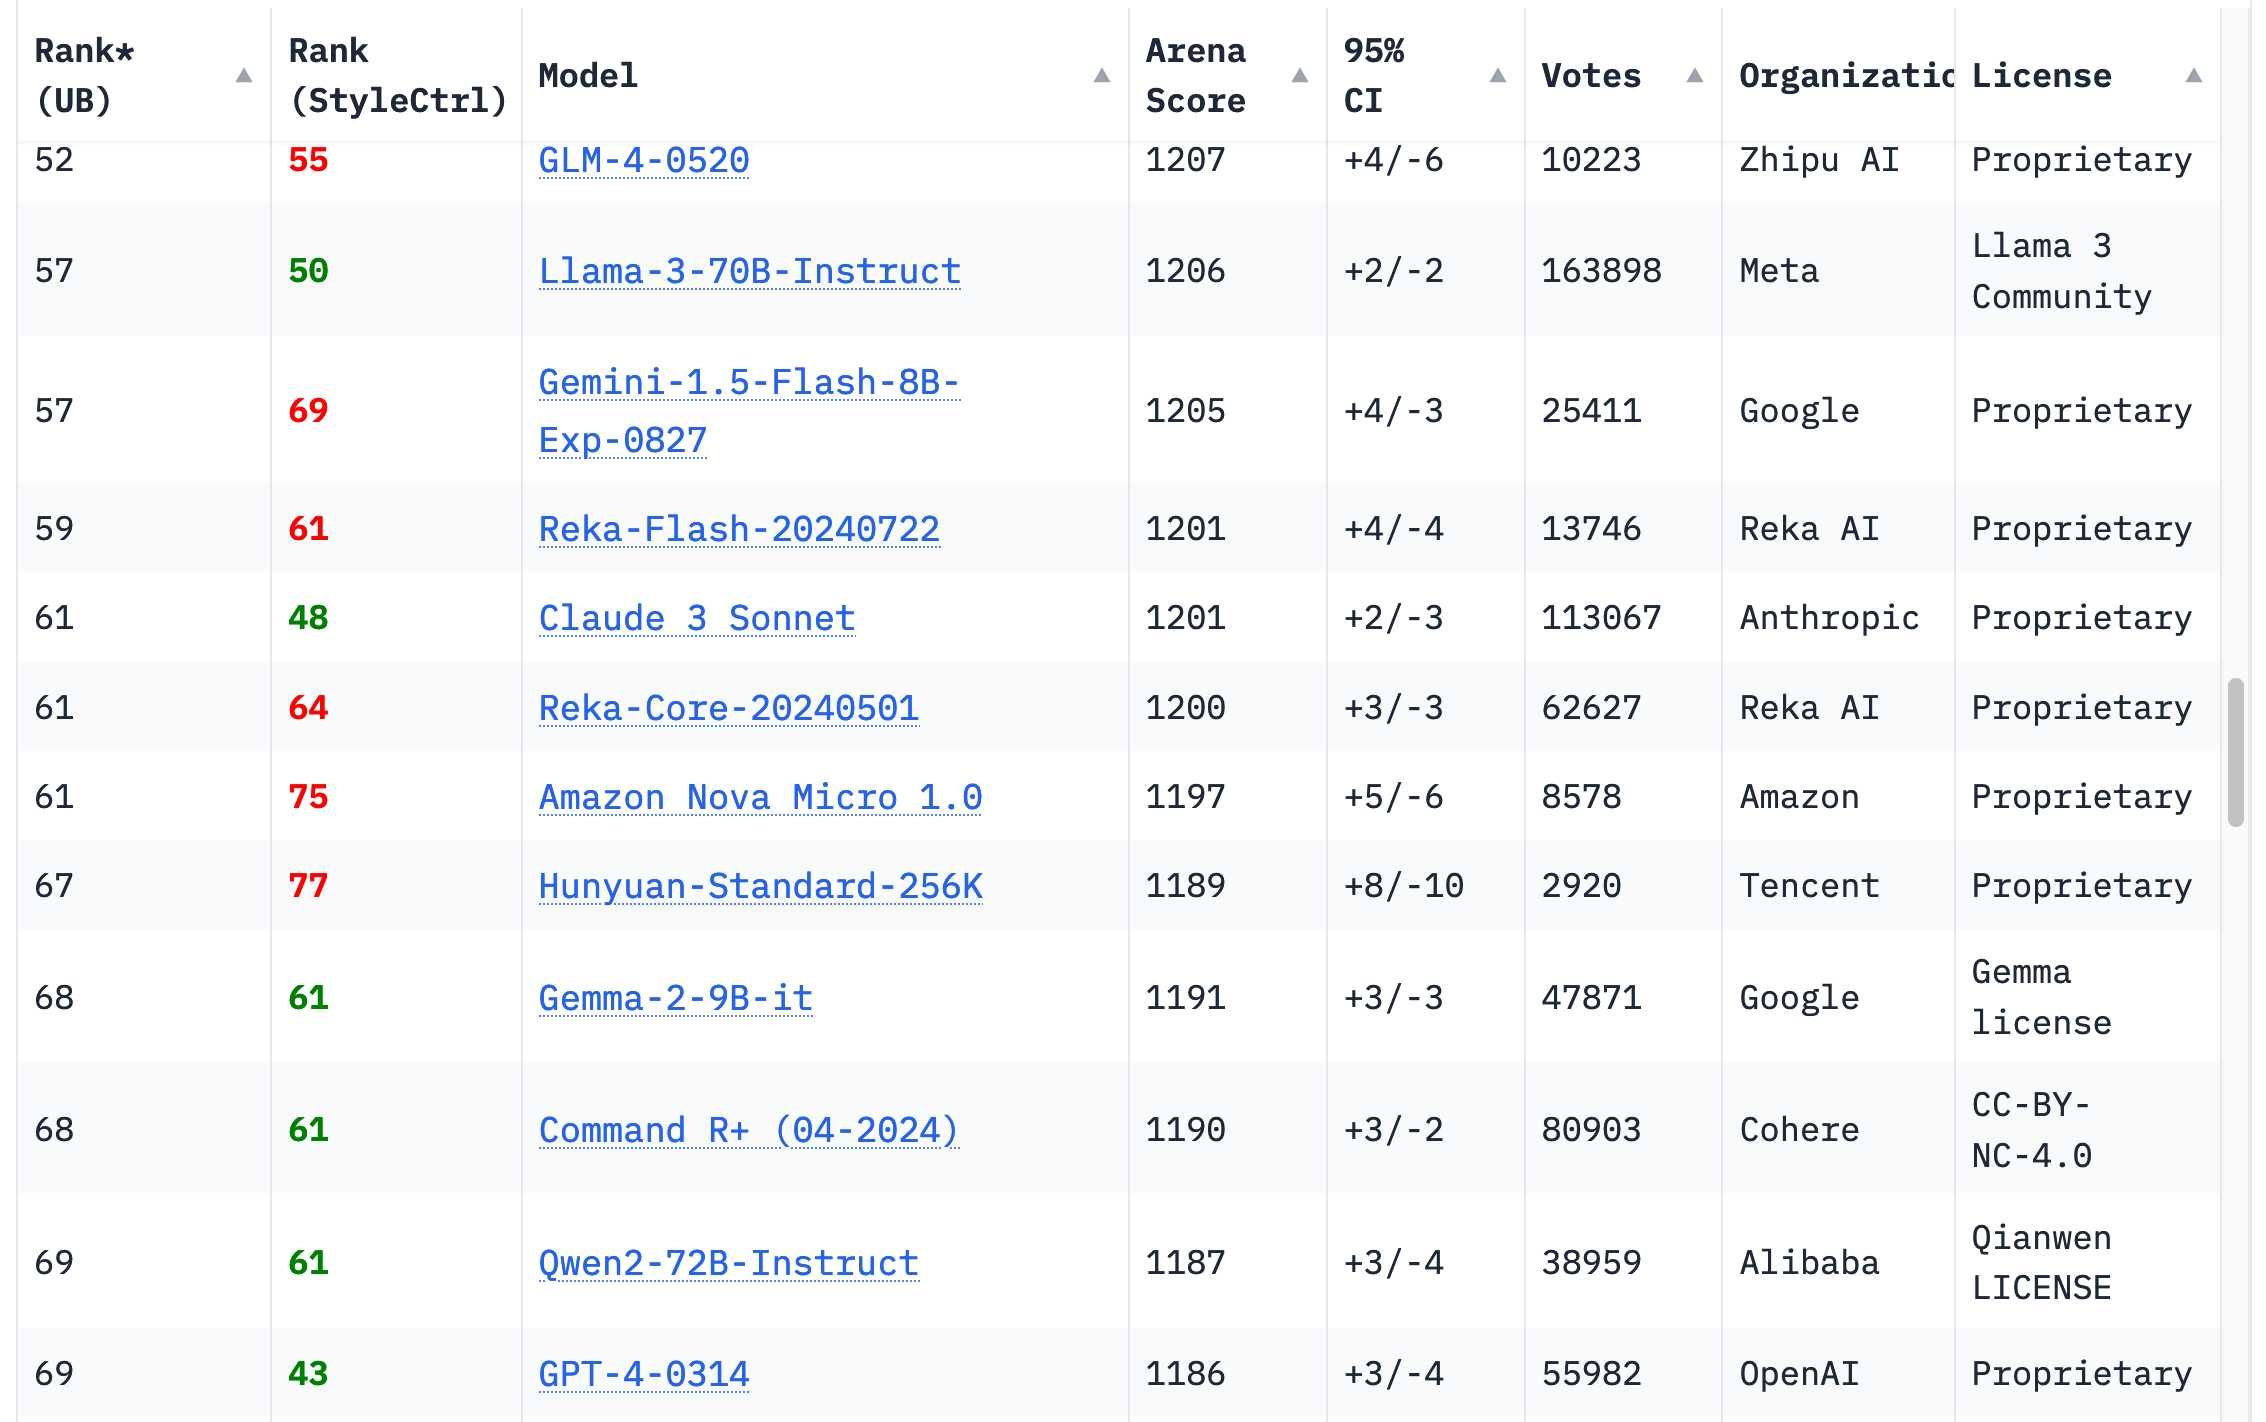 Rank* (UB) Rank (StyleCtrl) Model Arena Score 95% CI Votes Organizatic License
52 55 GLM-4-0520 1207 +4/-6 10223 Zhipu AI Proprietary
57 50 Llama-3-70B-Instruct 1206 +2/-2 163898 Meta Llama 3 Community
57 69 Gemini-1.5-Flash-8B-Exp-0827 1205 +4/-3 25411 Google Proprietary
59 61 Reka-Flash-20240722 1201 +4/-4 13746 Reka AI Proprietary
61 48 Claude 3 Sonnet 1201 +2/-3 113067 Anthropic Proprietary
61 64 Reka-Core-20240501 1200 +3/-3 62627 Reka AI Proprietary
61 75 Amazon Nova Micro 1.0 1197 +5/-6 8578 Amazon Proprietary
67 77 Hunyuan-Standard-256K 1189 +8/-10 2920 Tencent Proprietary
68 61 Gemma-2-9B-it 1191 +3/-3 47871 Google Gemma license
68 61 Command R+ (04-2024) 1190 +3/-2 80903 Cohere CC-BY-NC-4.0
69 61 Qwen2-72B-Instruct 1187 +3/-4 38959 Alibaba Qianwen LICENSE
69 43 GPT-4-0314 1186 +3/-4 55982 OpenAI Proprietary